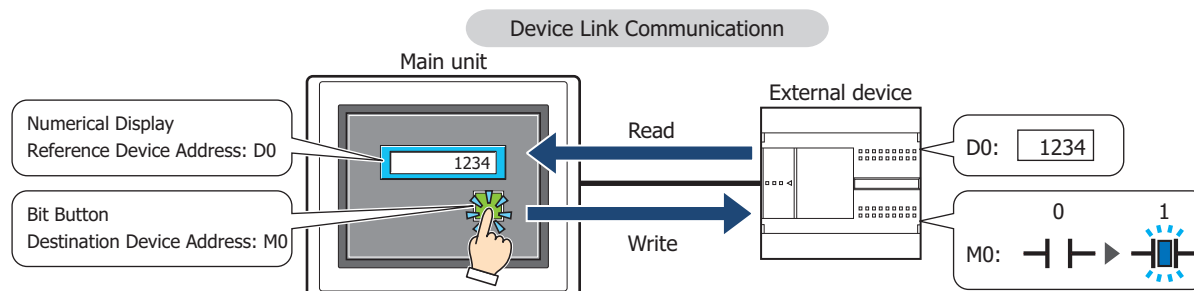 Device Link Communicationn
Main unit
External device
Numerical Display
Reference Device Address: D0
1234
Read
D0: 1234
Bit Button
Destination Device Address: M0
Write
0 1
M0: